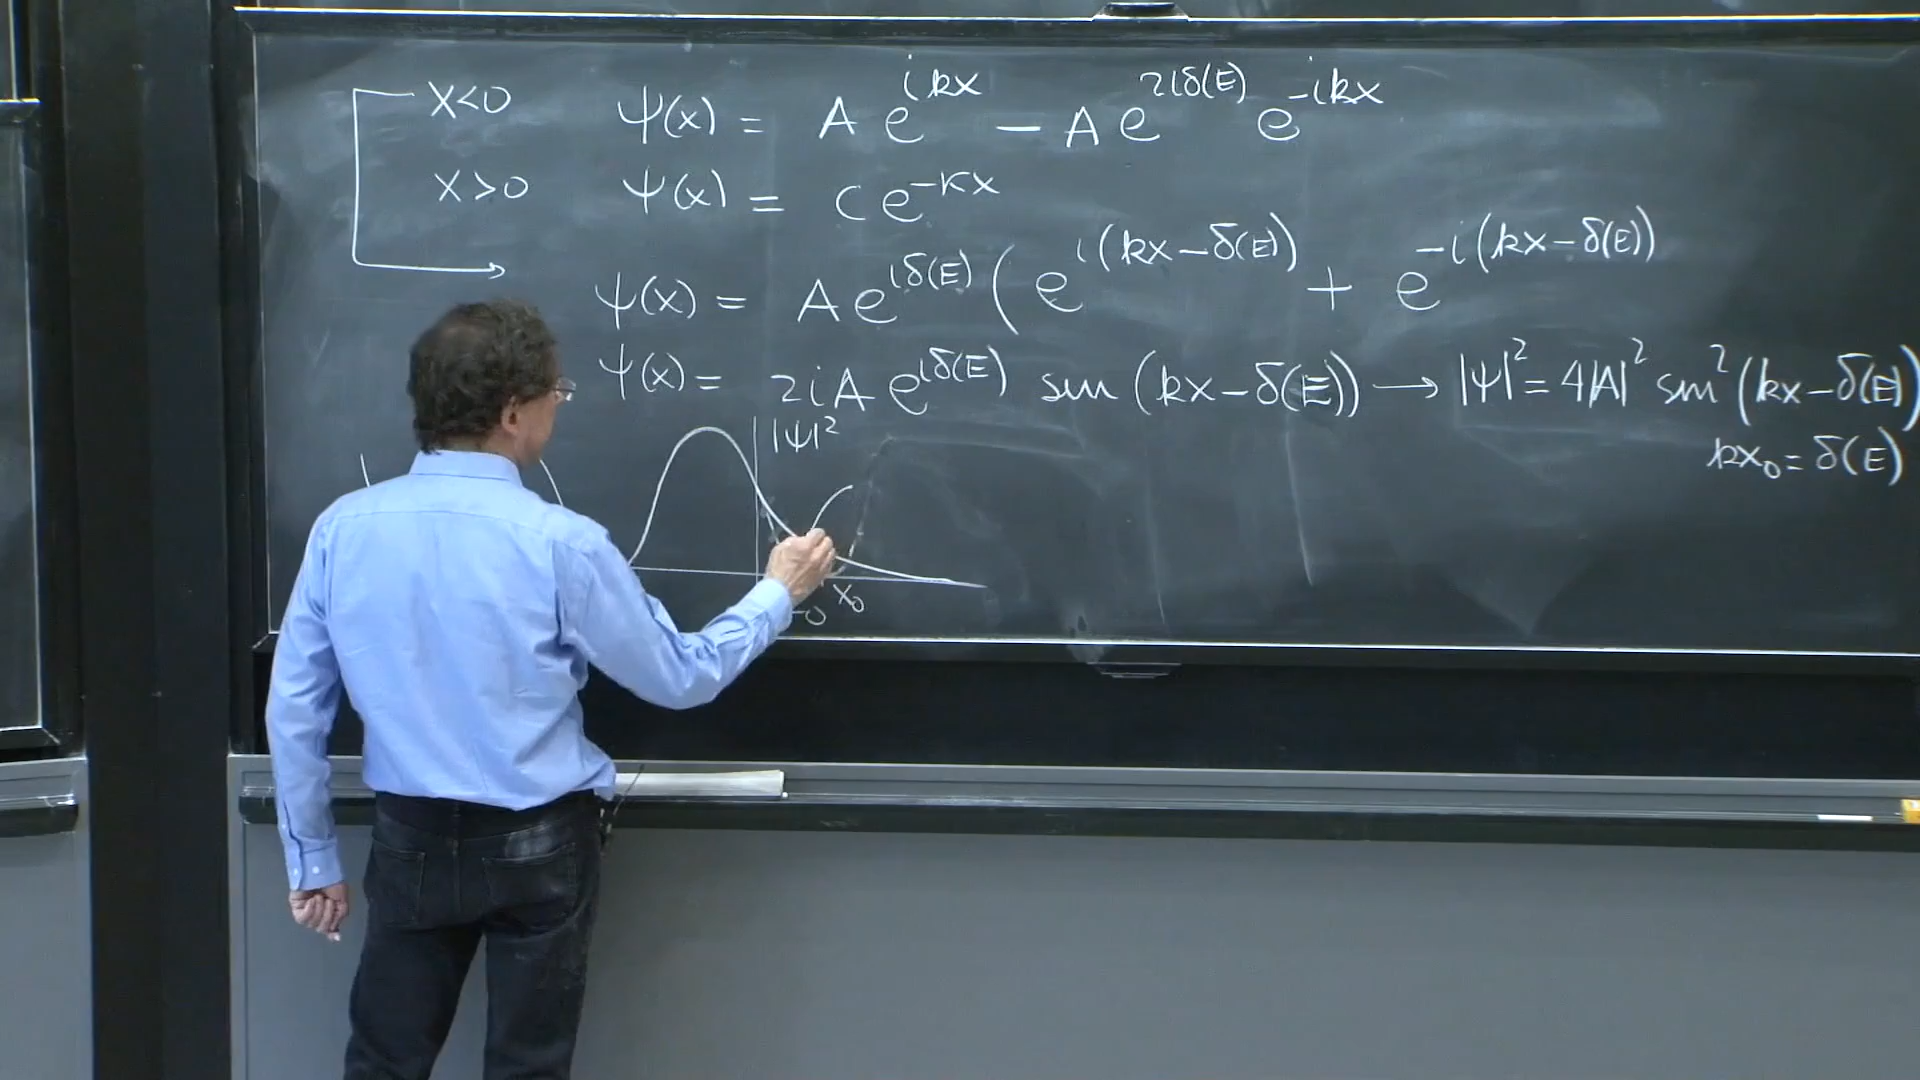 x<0 ψ(x) = A e^{ikx} − A e^{2iδ(E)} e^{-ikx}
x>0 ψ(x) = c e^{-κx}
ψ(x) = A e^{iδ(E)} ( e^{i(kx−δ(E))} + e^{-i(kx−δ(E))}
ψ(x) = 2iA e^{iδ(E)} sin (kx−δ(E)) → |ψ|² = 4|A|² sin² (kx−δ(E))
kx₀ = δ(E)
|ψ|²
x₀